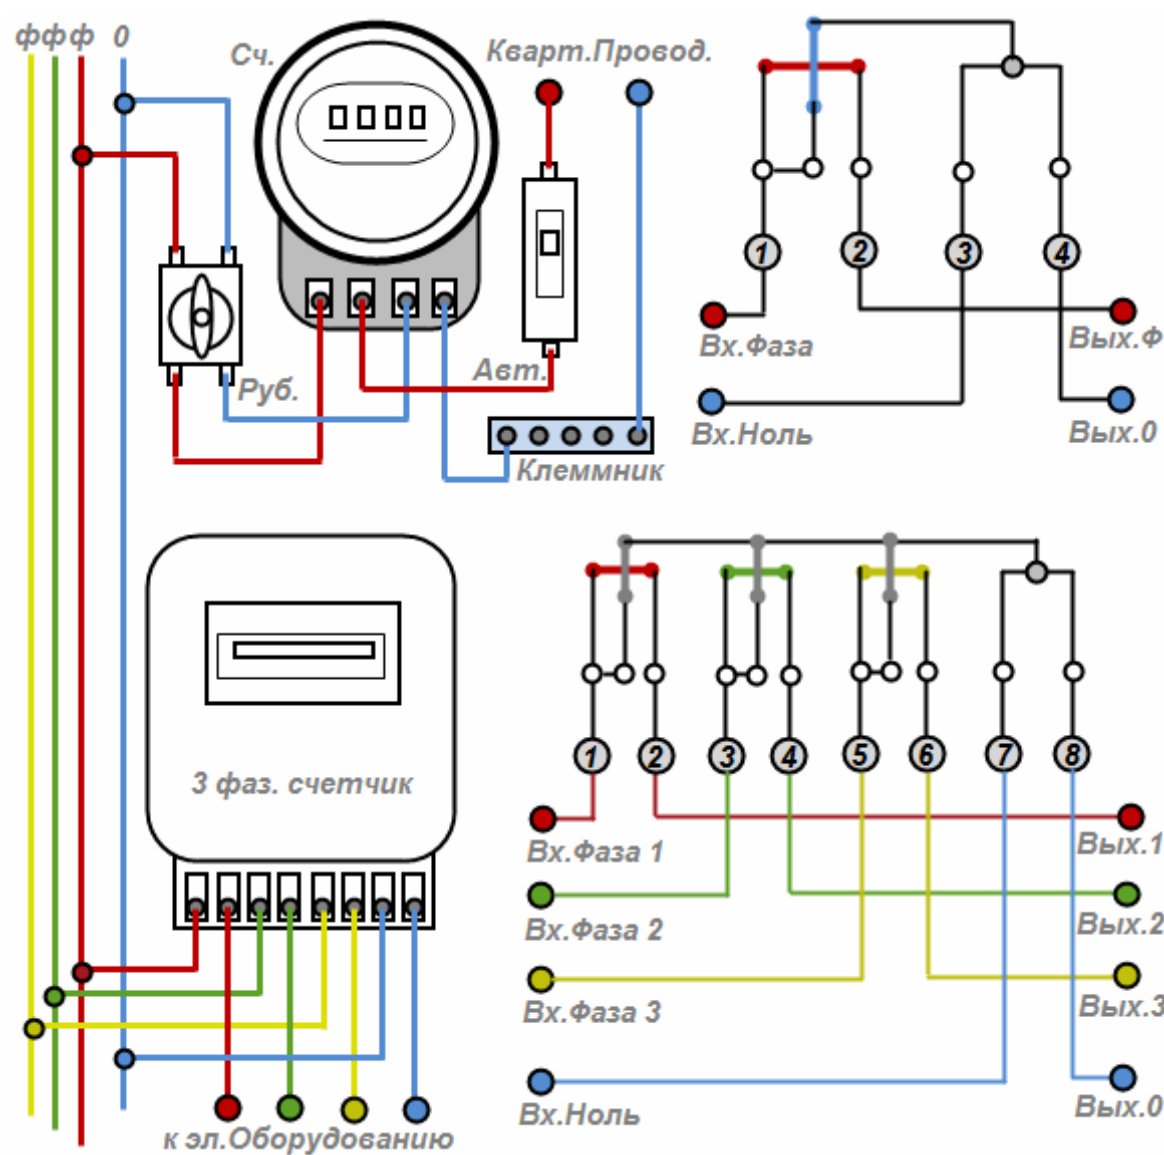 ф ф ф 0
Сч.
Кварт.Провод.
Руб.
Авт.
Клеммник
1 2 3 4
Вх.Фаза
Вых.Ф
Вх.Ноль
Вых.0
3 фаз. счетчик
к эл.Оборудованию
1 2 3 4 5 6 7 8
Вх.Фаза 1
Вых.1
Вх.Фаза 2
Вых.2
Вх.Фаза 3
Вых.3
Вх.Ноль
Вых.0